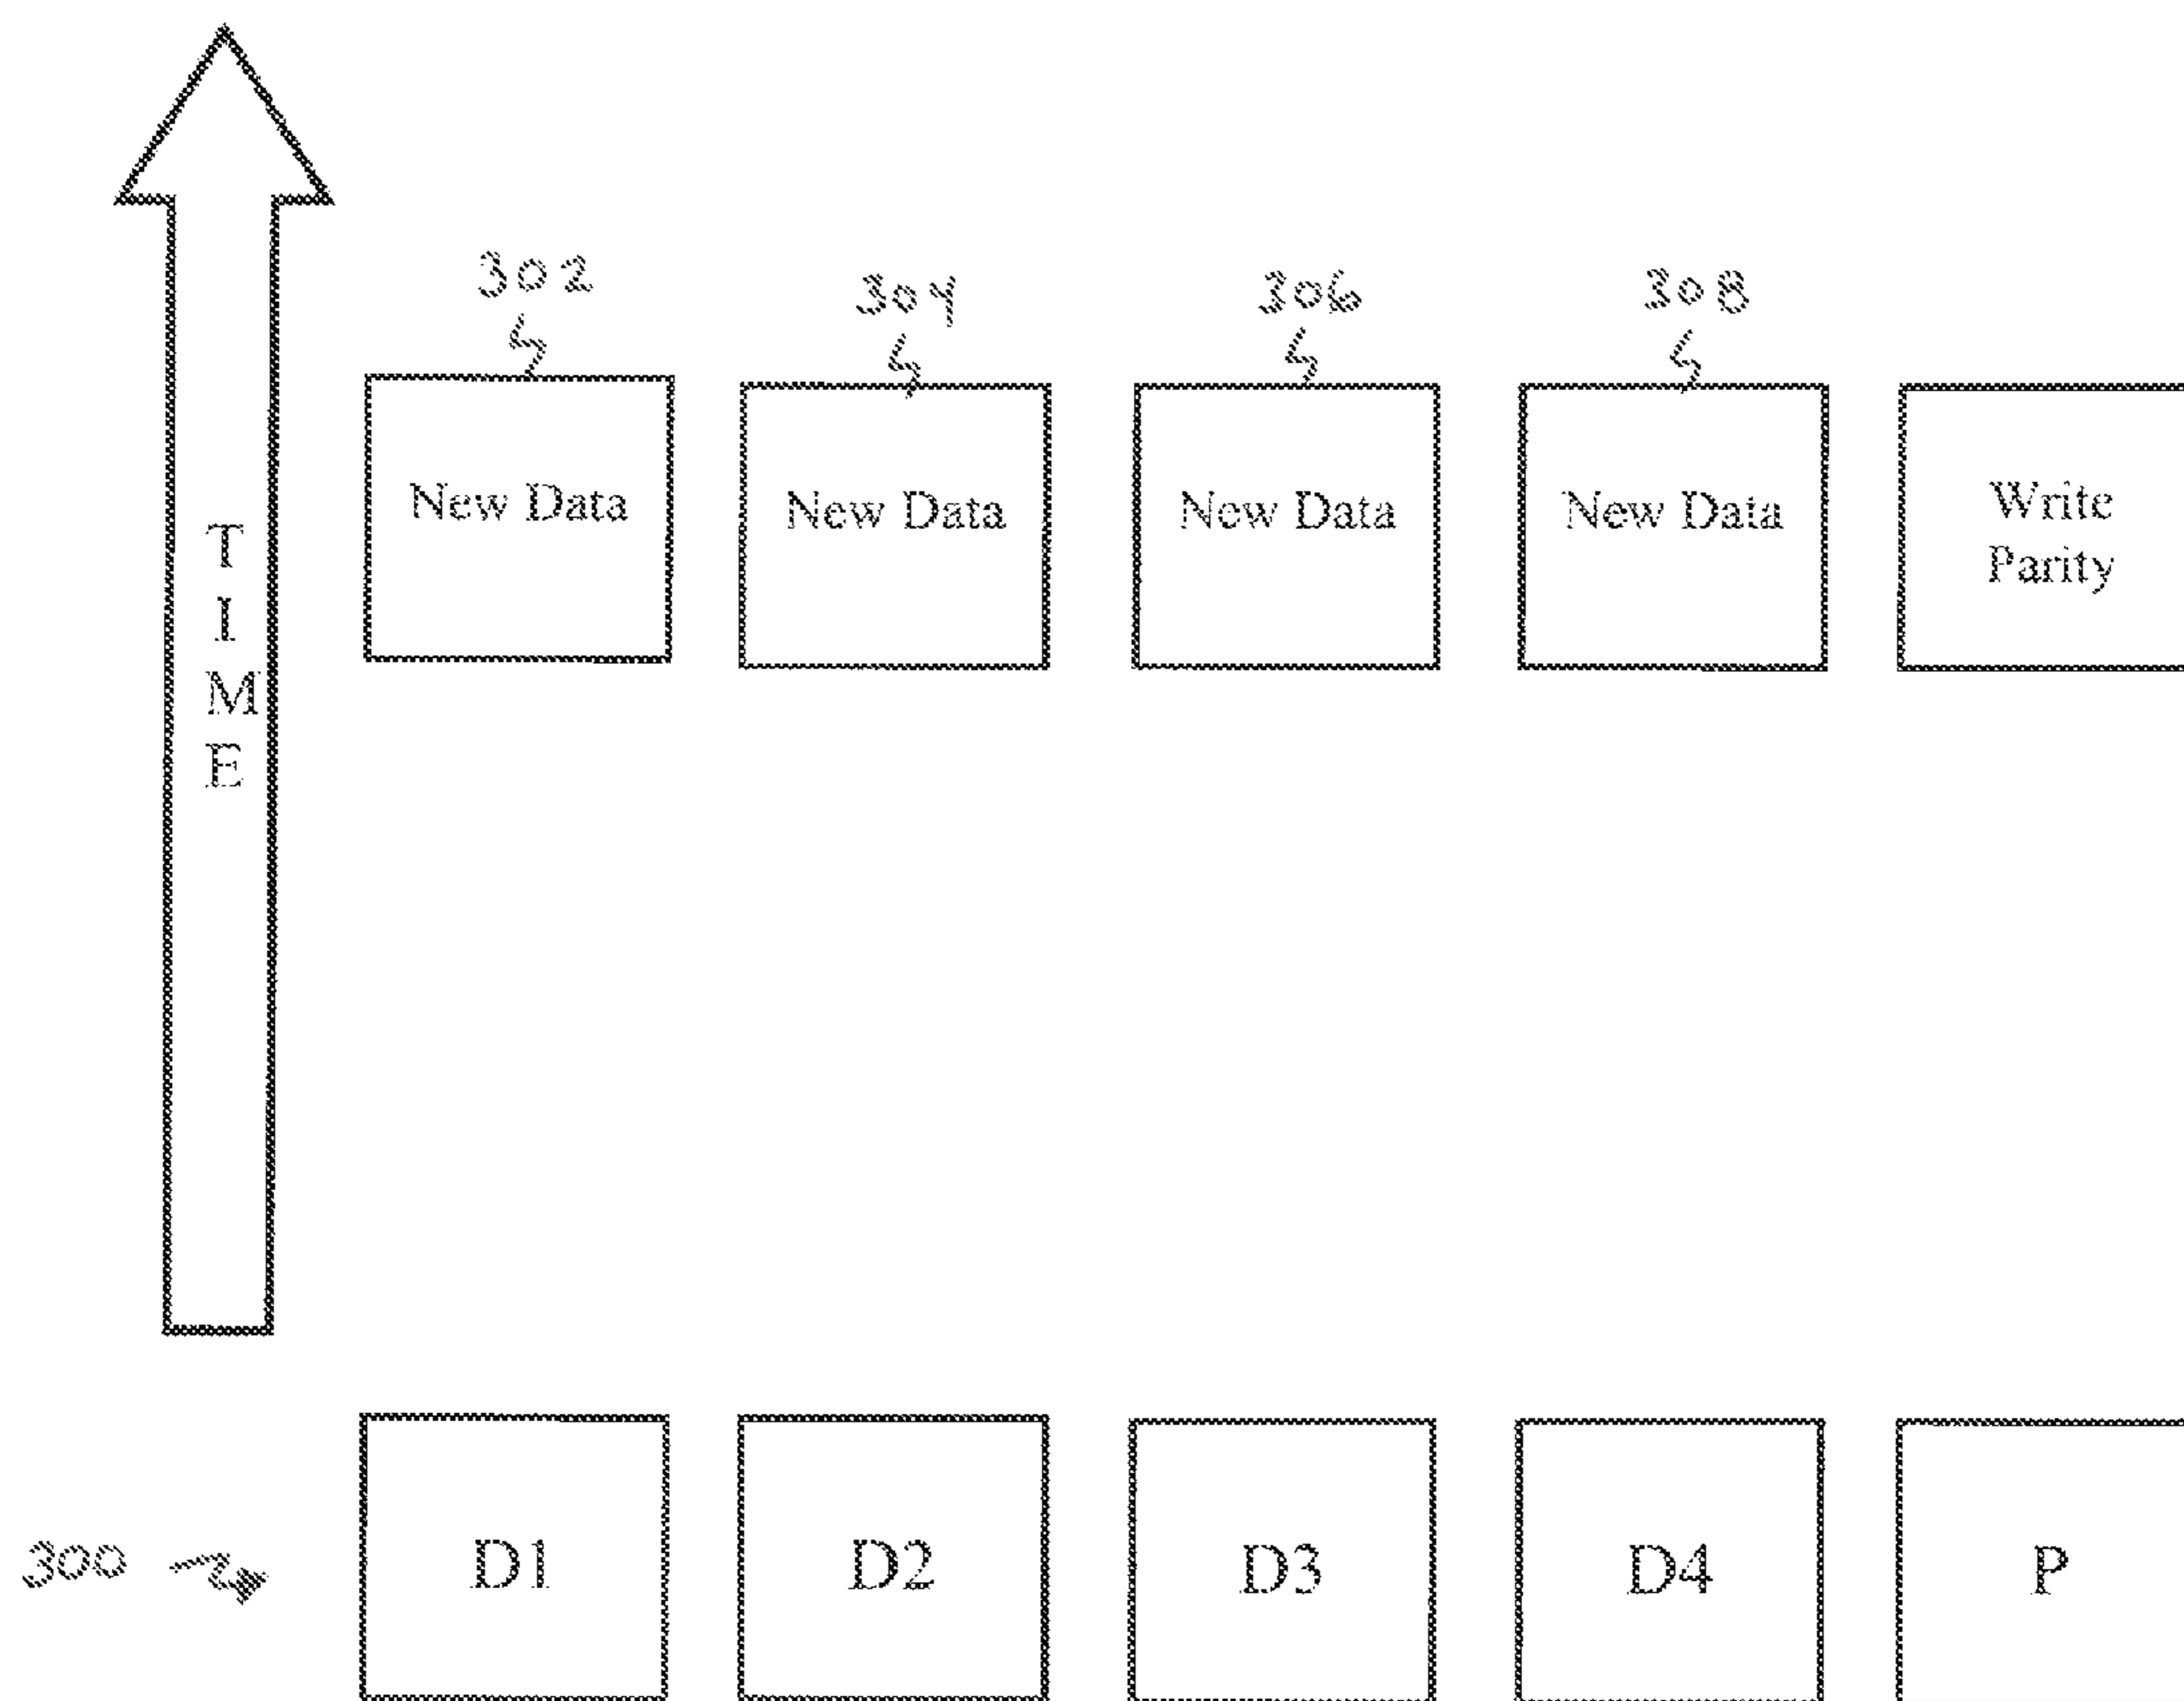 302
304
306
308
New Data
New Data
New Data
New Data
Write
Parity
T
I
M
E
300
D1
D2
D3
D4
P